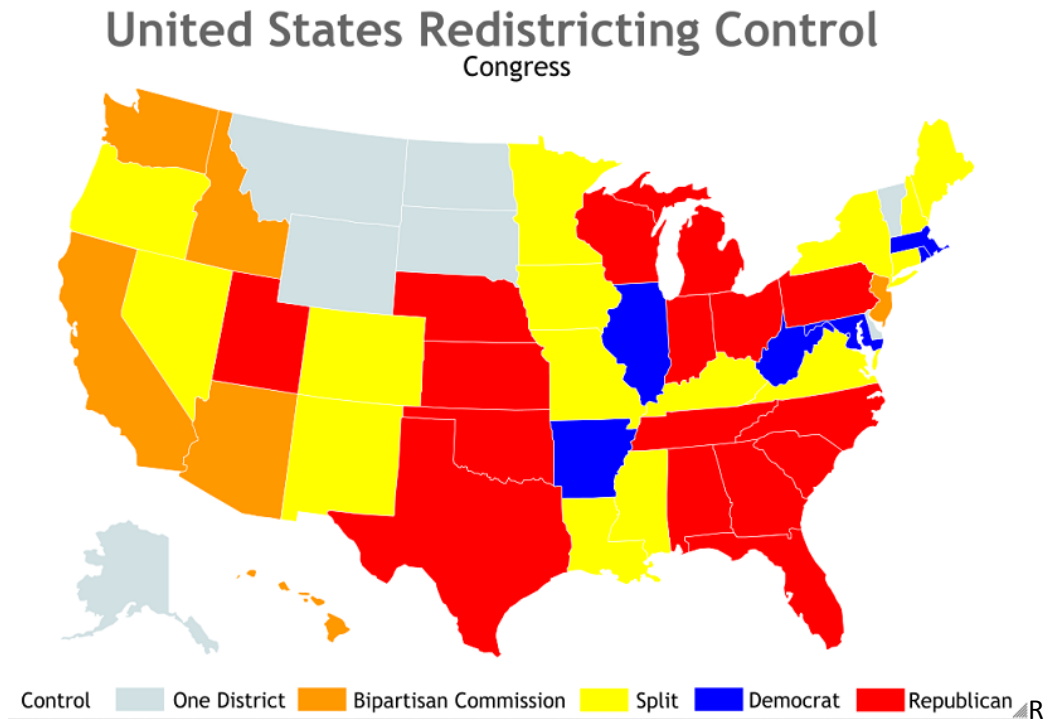 United States Redistricting Control
Congress
Control One District Bipartisan Commission Split Democrat Republican R